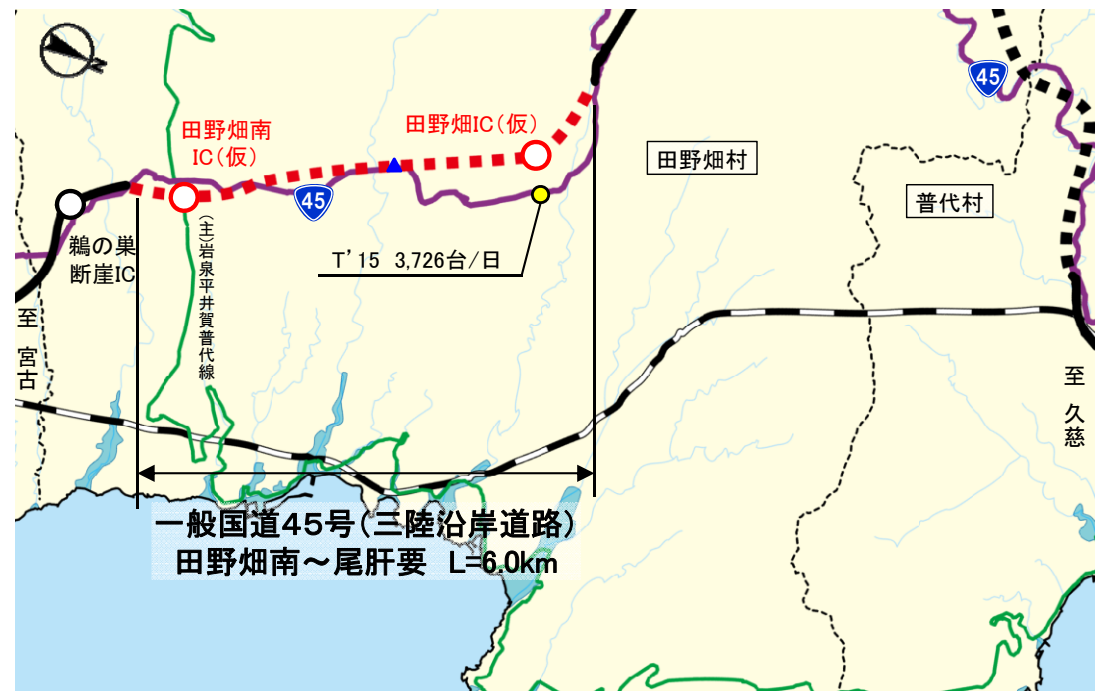 45
田野畑南
IC(仮)
田野畑IC(仮)
田野畑村
普代村
45
鵜の巣
断崖IC
(主)岩泉平井賀普代線
T'15 3,726台/日
至 宮古
至 久慈
一般国道45号(三陸沿岸道路)
田野畑南～尾肝要 L=6.0km